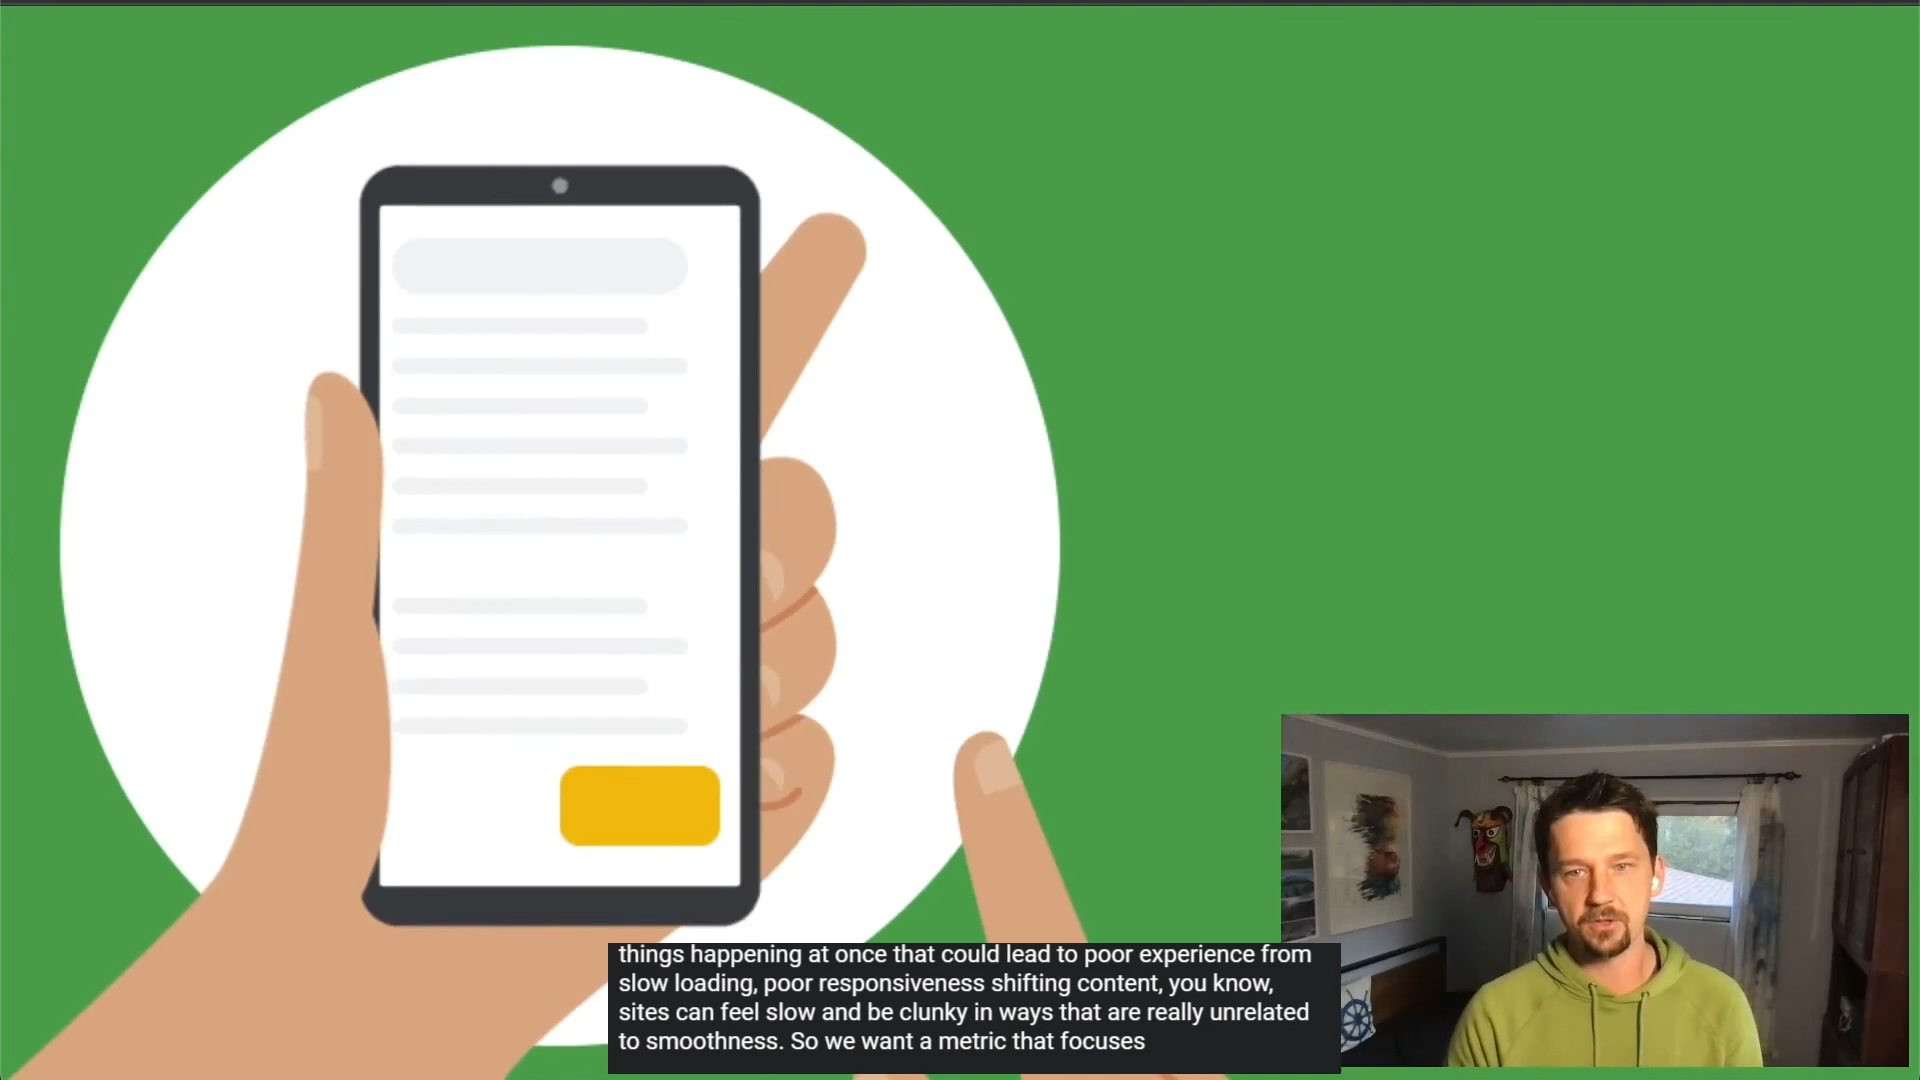 things happening at once that could lead to poor experience from
slow loading, poor responsiveness shifting content, you know,
sites can feel slow and be clunky in ways that are really unrelated
to smoothness. So we want a metric that focuses